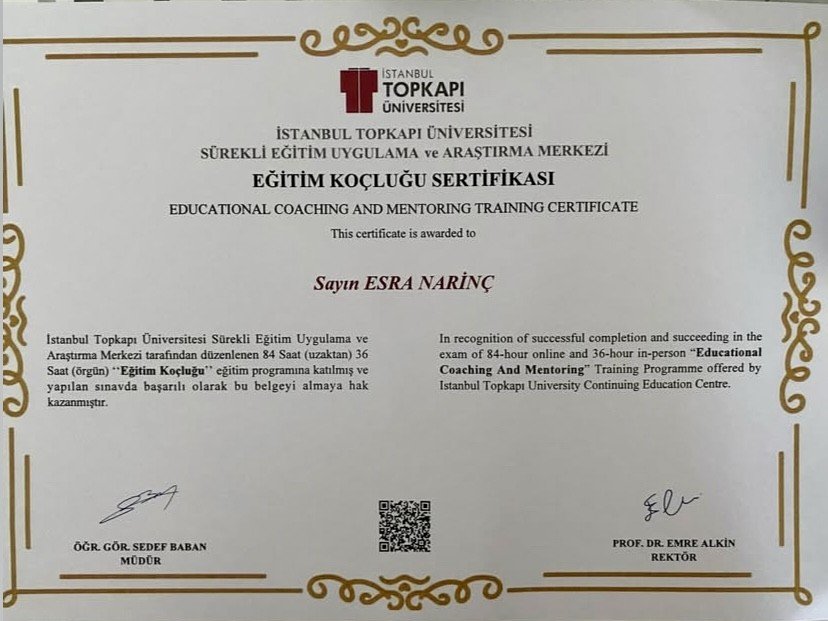 İSTANBUL
TOPKAPI
ÜNİVERSİTESİ
İSTANBUL TOPKAPI ÜNİVERSİTESİ
SÜREKLİ EĞİTİM UYGULAMA ve ARAŞTIRMA MERKEZİ
EĞİTİM KOÇLUĞU SERTİFİKASI
EDUCATIONAL COACHING AND MENTORING TRAINING CERTIFICATE
This certificate is awarded to
Sayın ESRA NARİNÇ
İstanbul Topkapı Üniversitesi Sürekli Eğitim Uygulama ve
Araştırma Merkezi tarafından düzenlenen 84 Saat (uzaktan) 36
Saat (örgün) ‘‘Eğitim Koçluğu’’ eğitim programına katılmış ve
yapılan sınavda başarılı olarak bu belgeyi almaya hak
kazanmıştır.
In recognition of successful completion and succeeding in the
exam of 84-hour online and 36-hour in-person “Educational
Coaching And Mentoring” Training Programme offered by
Istanbul Topkapı University Continuing Education Centre.
ÖĞR. GÖR. SEDEF BABAN
MÜDÜR
PROF. DR. EMRE ALKİN
REKTÖR